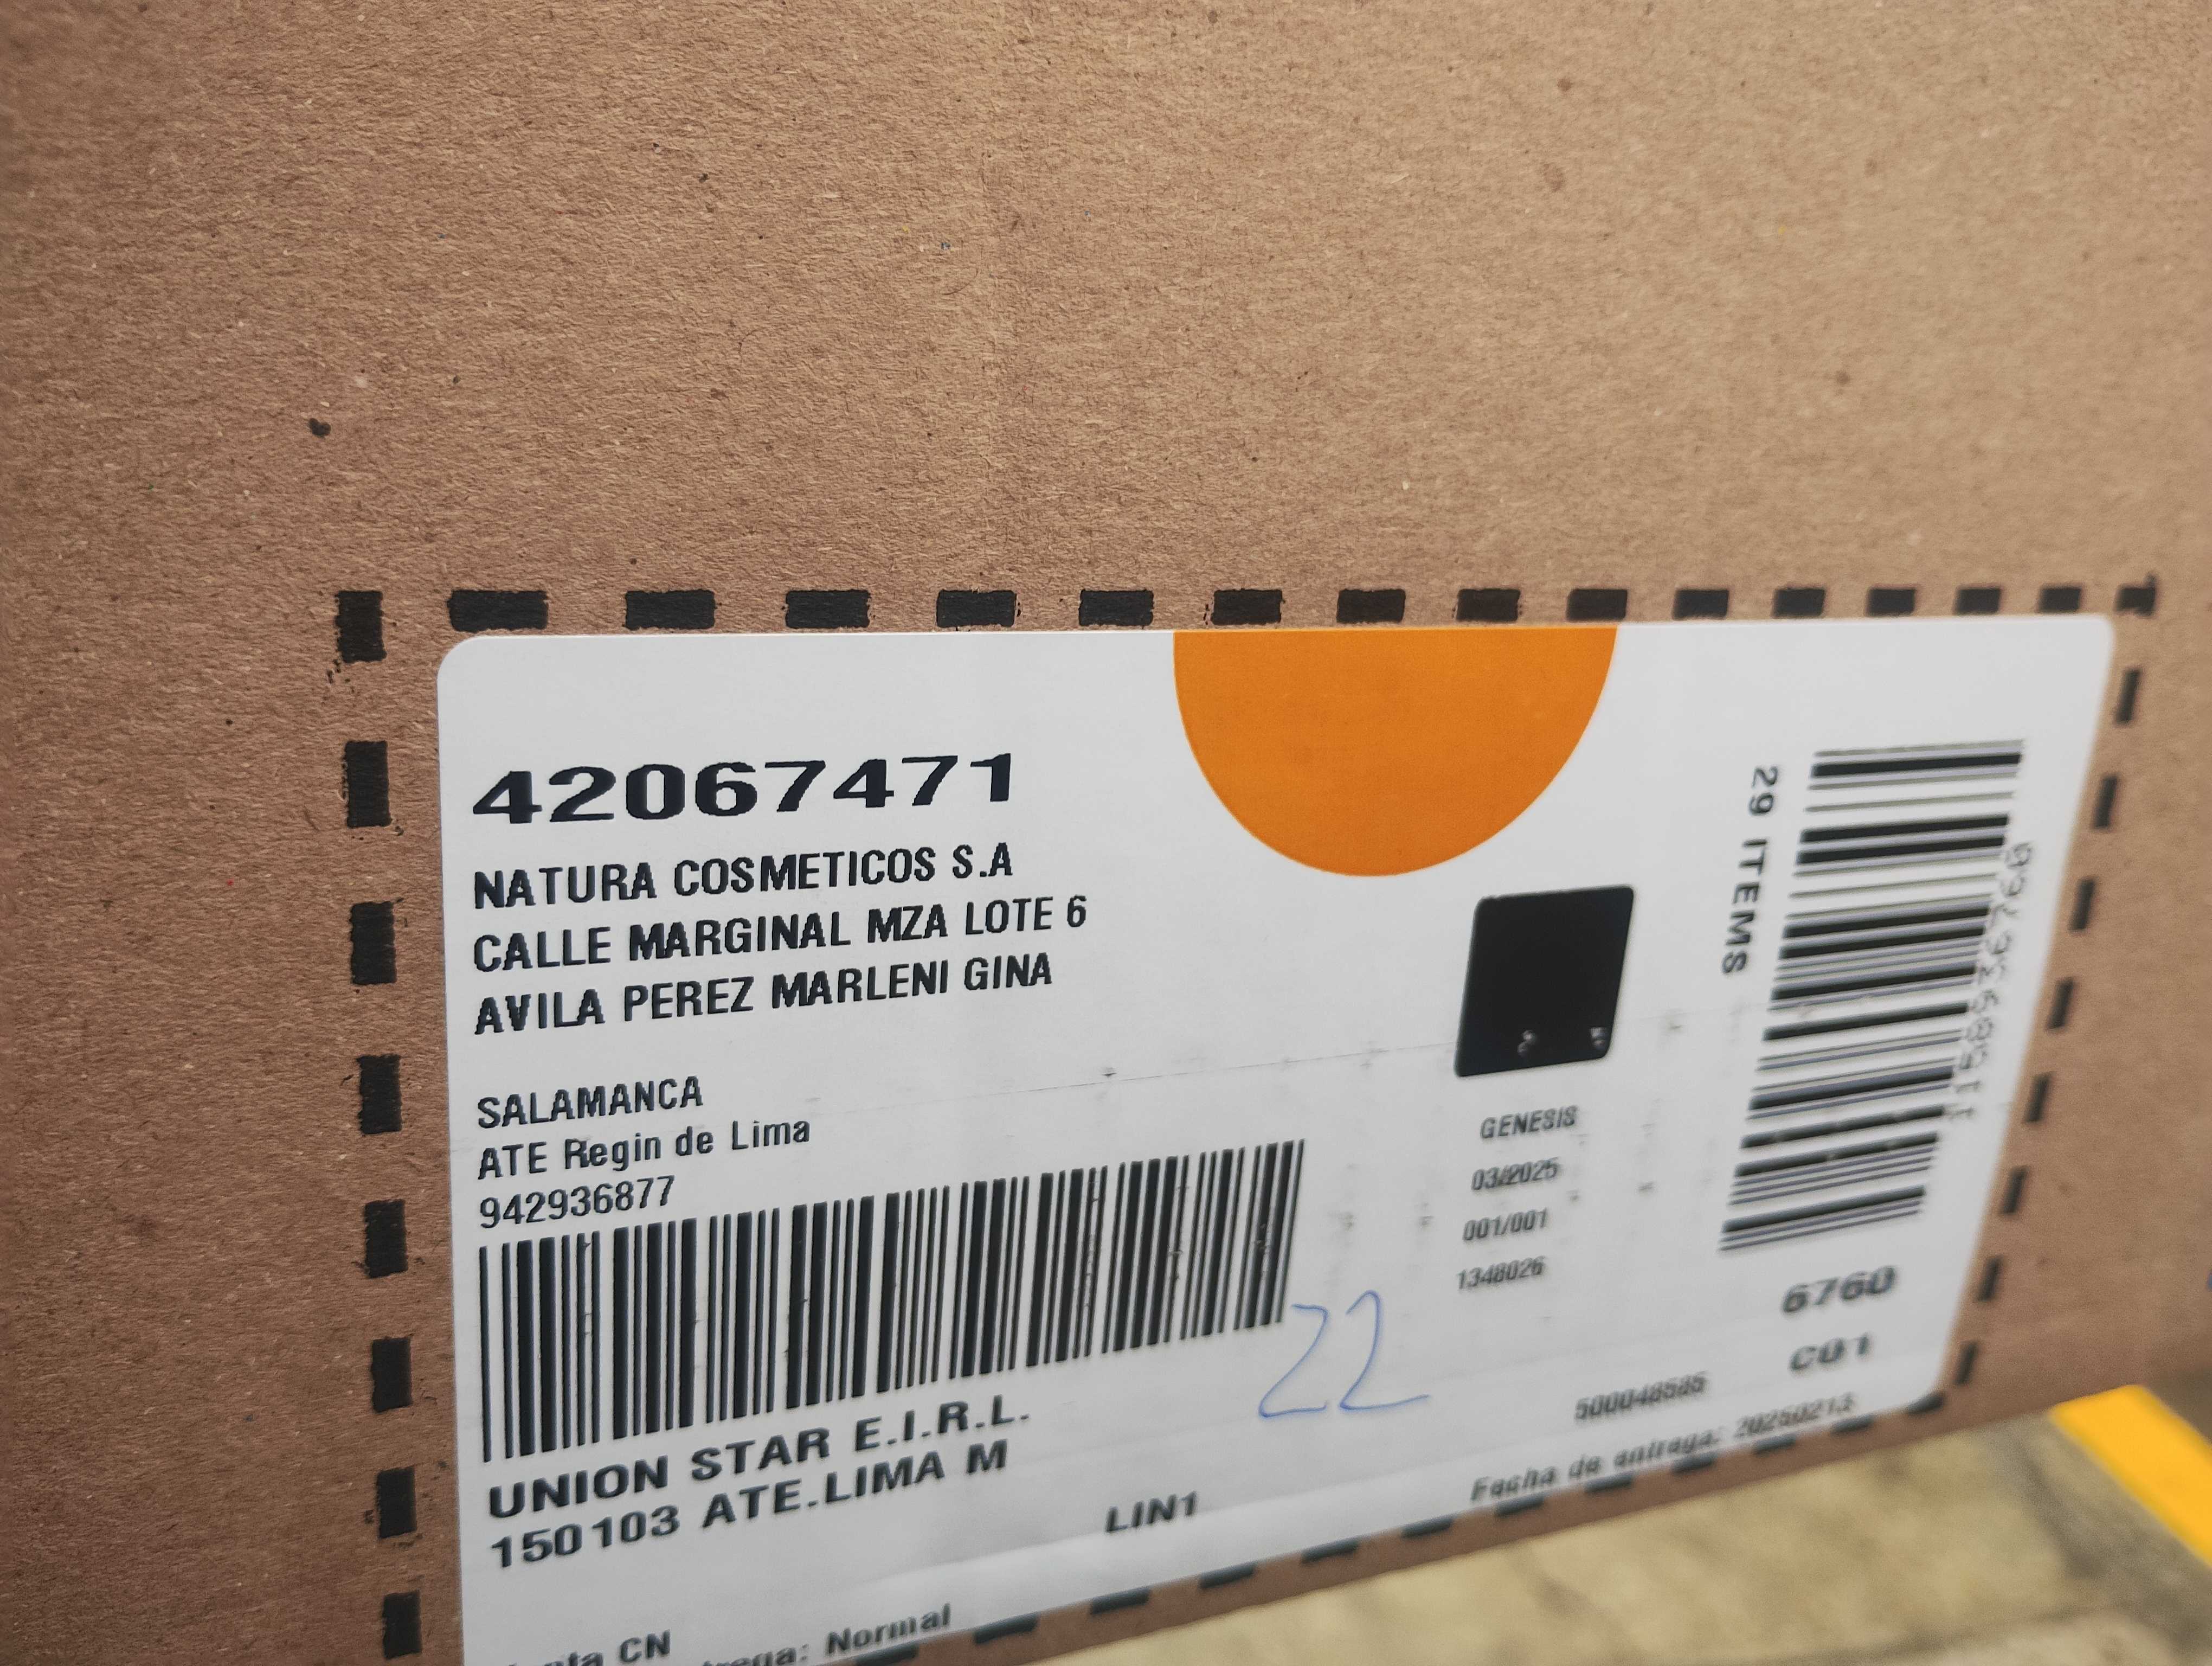 42067471
NATURA COSMETICOS S.A
CALLE MARGINAL MZA LOTE 6
AVILA PEREZ MARLENI GINA
SALAMANCA
ATE Regin de Lima
942936877
UNION STAR E.I.R.L.
150103 ATE.LIMA M
LIN1
22
GENESIS
03/2025
001/001
1348026
29 ITEMS
6760
C01
500048585
Fecha de entrega: 20250213
CN
Normal